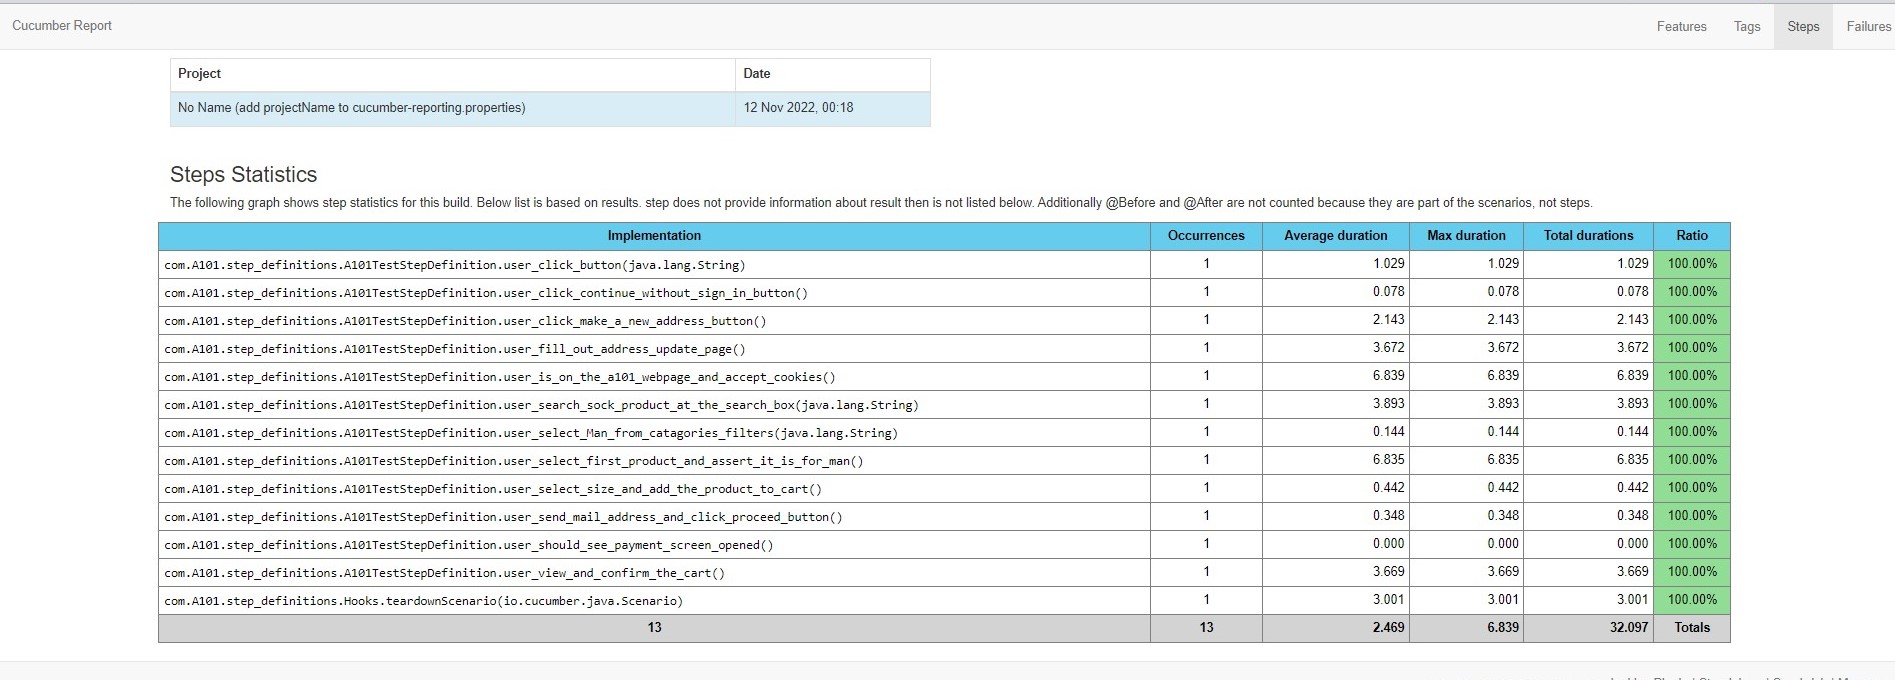 Cucumber Report Features Tags Steps Failures
Project Date
No Name (add projectName to cucumber-reporting.properties) 12 Nov 2022, 00:18
Steps Statistics
The following graph shows step statistics for this build. Below list is based on results. step does not provide information about result then is not listed below. Additionally @Before and @After are not counted because they are part of the scenarios, not steps.
Implementation Occurrences Average duration Max duration Total durations Ratio
com.A101.step_definitions.A101TestStepDefinition.user_click_button(java.lang.String) 1 1.029 1.029 1.029 100.00%
com.A101.step_definitions.A101TestStepDefinition.user_click_continue_without_sign_in_button() 1 0.078 0.078 0.078 100.00%
com.A101.step_definitions.A101TestStepDefinition.user_click_make_a_new_address_button() 1 2.143 2.143 2.143 100.00%
com.A101.step_definitions.A101TestStepDefinition.user_fill_out_address_update_page() 1 3.672 3.672 3.672 100.00%
com.A101.step_definitions.A101TestStepDefinition.user_is_on_the_a101_webpage_and_accept_cookies() 1 6.839 6.839 6.839 100.00%
com.A101.step_definitions.A101TestStepDefinition.user_search_sock_product_at_the_search_box(java.lang.String) 1 3.893 3.893 3.893 100.00%
com.A101.step_definitions.A101TestStepDefinition.user_select_Man_from_catagories_filters(java.lang.String) 1 0.144 0.144 0.144 100.00%
com.A101.step_definitions.A101TestStepDefinition.user_select_first_product_and_assert_it_is_for_man() 1 6.835 6.835 6.835 100.00%
com.A101.step_definitions.A101TestStepDefinition.user_select_size_and_add_the_product_to_cart() 1 0.442 0.442 0.442 100.00%
com.A101.step_definitions.A101TestStepDefinition.user_send_mail_address_and_click_proceed_button() 1 0.348 0.348 0.348 100.00%
com.A101.step_definitions.A101TestStepDefinition.user_should_see_payment_screen_opened() 1 0.000 0.000 0.000 100.00%
com.A101.step_definitions.A101TestStepDefinition.user_view_and_confirm_the_cart() 1 3.669 3.669 3.669 100.00%
com.A101.step_definitions.Hooks.teardownScenario(io.cucumber.java.Scenario) 1 3.001 3.001 3.001 100.00%
13 13 2.469 6.839 32.097 Totals